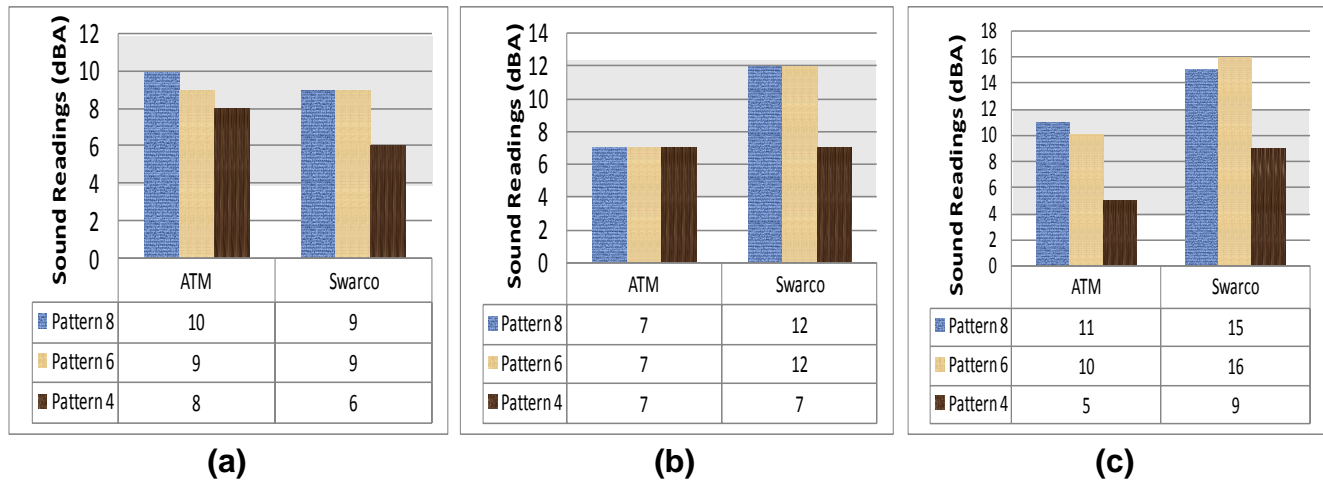 Sound Readings (dBA)
12
10
8
6
4
2
0
ATM Swarco
Pattern 8 10 9
Pattern 6 9 9
Pattern 4 8 6
(a)
Sound Readings (dBA)
14
12
10
8
6
4
2
0
ATM Swarco
Pattern 8 7 12
Pattern 6 7 12
Pattern 4 7 7
(b)
Sound Readings (dBA)
18
16
14
12
10
8
6
4
2
0
ATM Swarco
Pattern 8 11 15
Pattern 6 10 16
Pattern 4 5 9
(c)